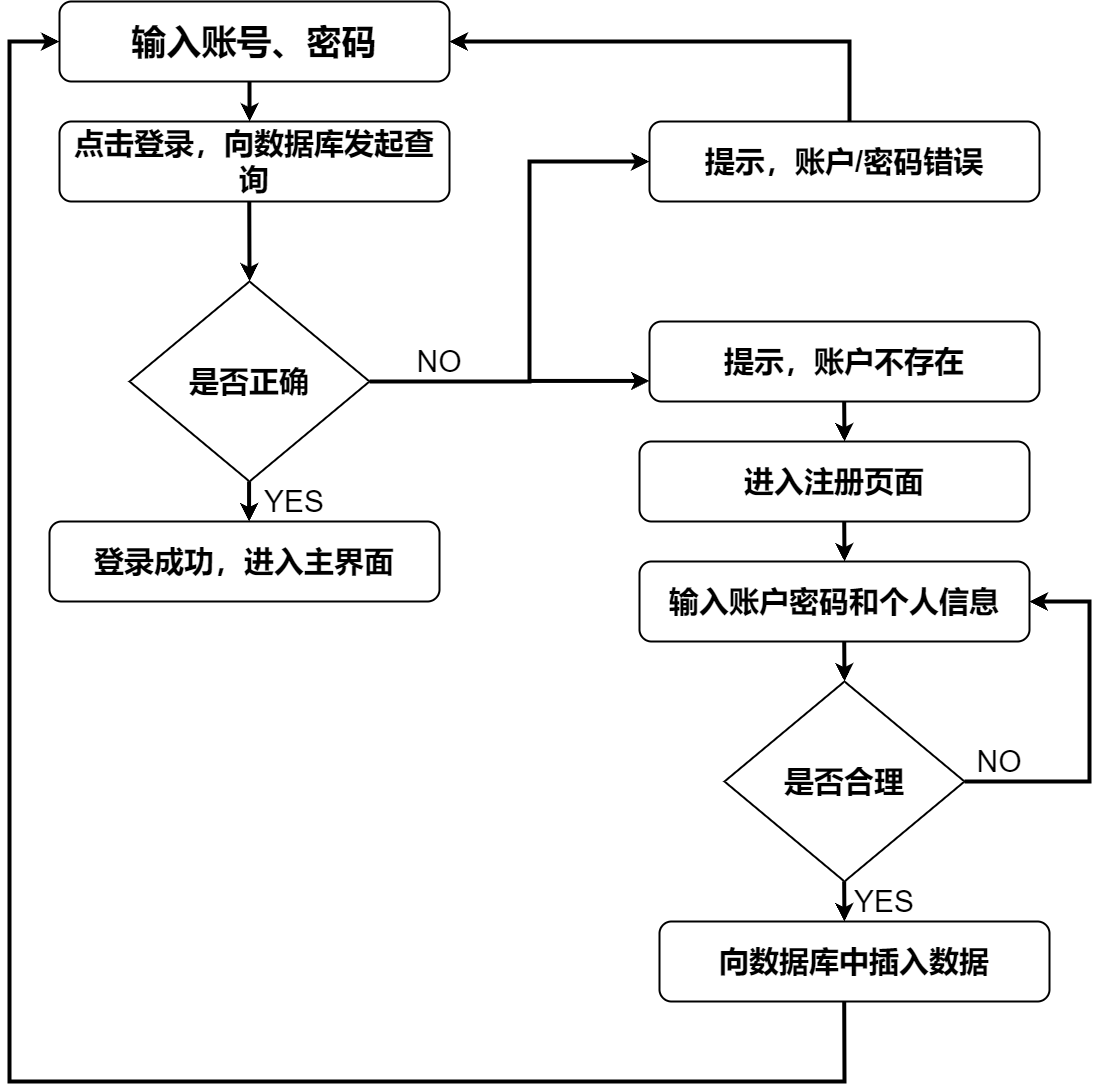 输入账号、密码
点击登录，向数据库发起查
询
提示，账户/密码错误
是否正确
NO
提示，账户不存在
YES
登录成功，进入主界面
进入注册页面
输入账户密码和个人信息
是否合理
NO
YES
向数据库中插入数据